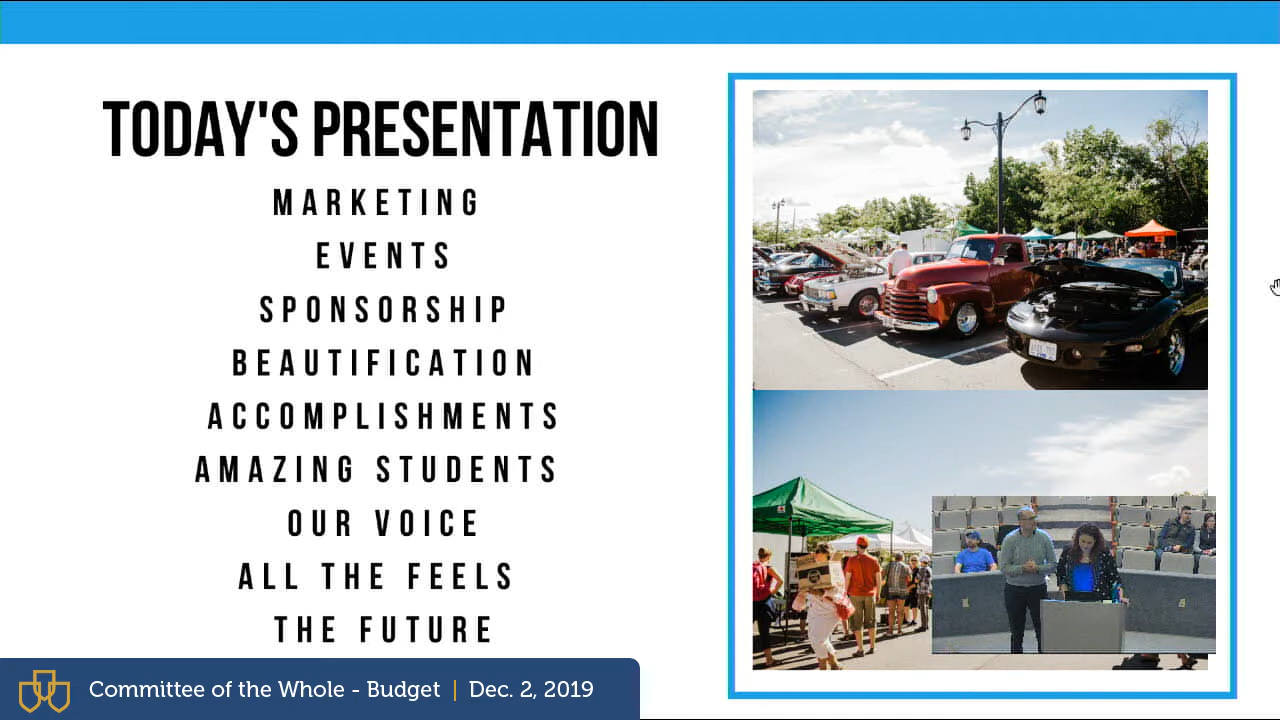 TODAY'S PRESENTATION
MARKETING
EVENTS
SPONSORSHIP
BEAUTIFICATION
ACCOMPLISHMENTS
AMAZING STUDENTS
OUR VOICE
ALL THE FEELS
THE FUTURE
Committee of the Whole - Budget | Dec. 2, 2019